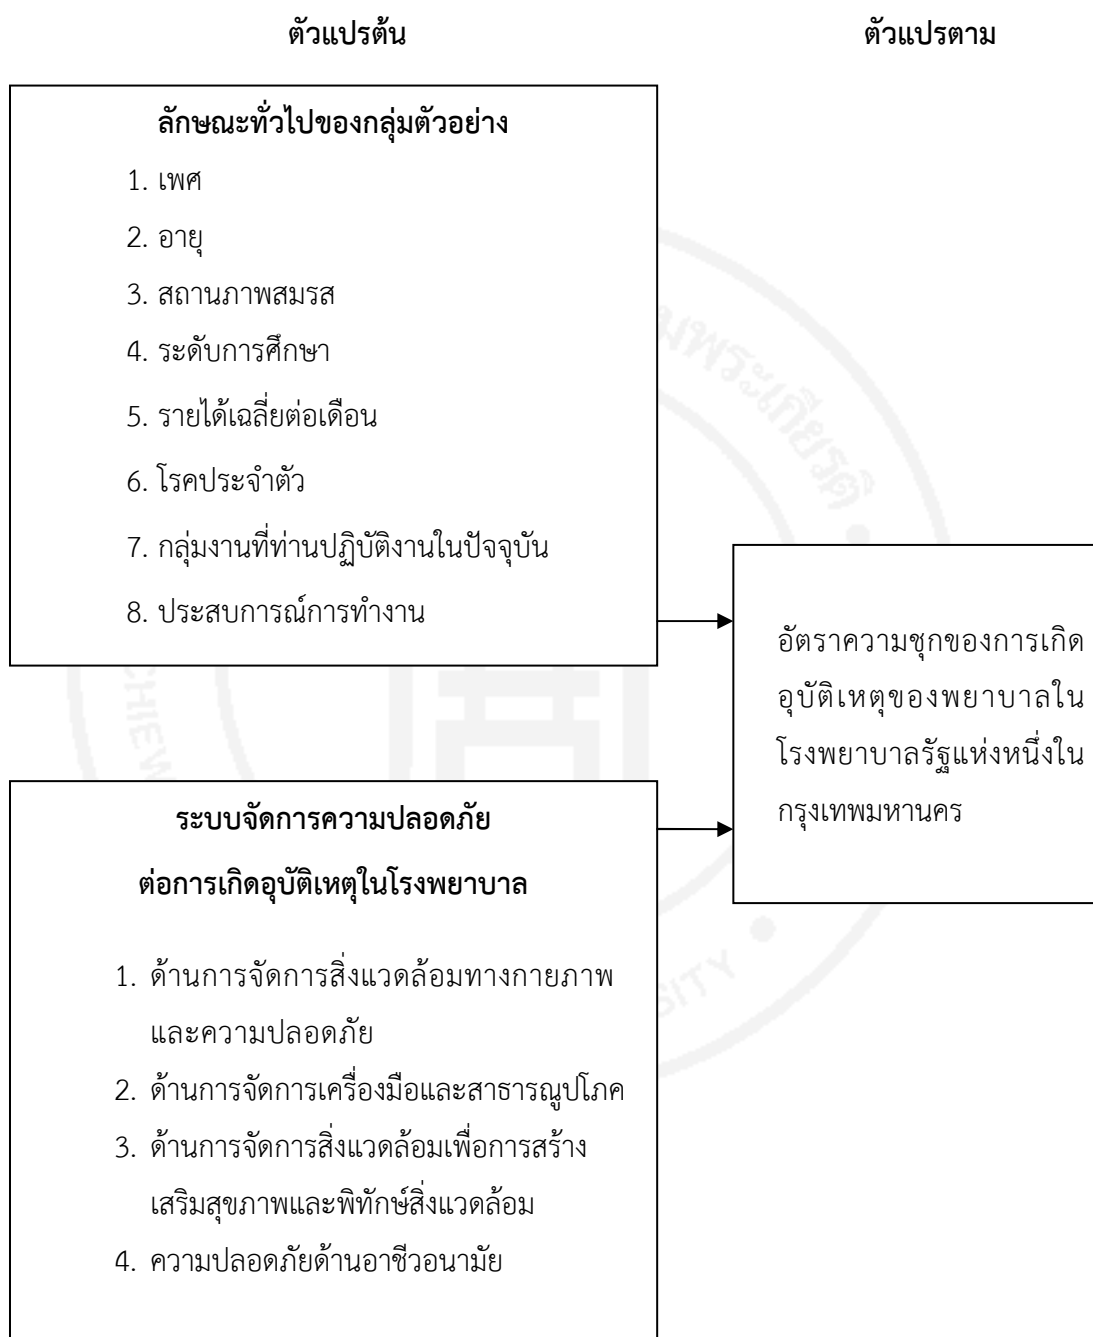 ตัวแปรต้น
ตัวแปรตาม
ลักษณะทั่วไปของกลุ่มตัวอย่าง
1. เพศ
2. อายุ
3. สถานภาพสมรส
4. ระดับการศึกษา
5. รายได้เฉลี่ยต่อเดือน
6. โรคประจำตัว
7. กลุ่มงานที่ท่านปฏิบัติงานในปัจจุบัน
8. ประสบการณ์การทำงาน
ระบบจัดการความปลอดภัย
ต่อการเกิดอุบัติเหตุในโรงพยาบาล
1. ด้านการจัดการสิ่งแวดล้อมทางกายภาพ
และความปลอดภัย
2. ด้านการจัดการเครื่องมือและสาธารณูปโภค
3. ด้านการจัดการสิ่งแวดล้อมเพื่อการสร้าง
เสริมสุขภาพและพิทักษ์สิ่งแวดล้อม
4. ความปลอดภัยด้านอาชีวอนามัย
อัตราความชุกของการเกิด
อุบัติเหตุของพยาบาลใน
โรงพยาบาลรัฐแห่งหนึ่งใน
กรุงเทพมหานคร